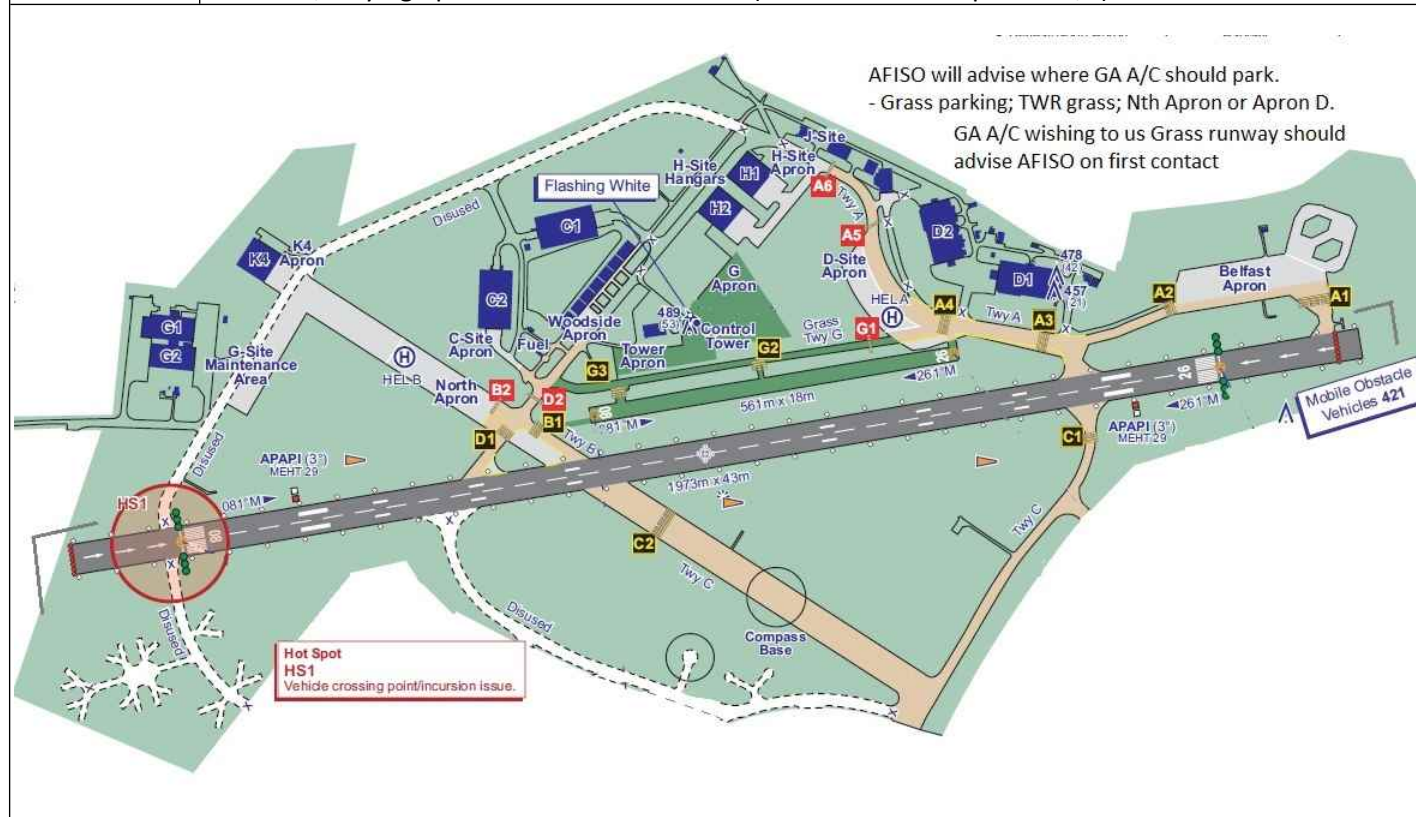 AFISO will advise where GA A/C should park.
- Grass parking; TWR grass; Nth Apron or Apron D.
GA A/C wishing to us Grass runway should
advise AFISO on first contact
J-Site
H-Site
Apron
H-Site
Hangars
H1
H2
A6
Twy A
Flashing White
Disused
C1
A5
D2
D-Site
Apron
K4
K4
Apron
G
Apron
D1
478
(42)
457
(21)
Belfast
Apron
A2
A1
C2
HEL A
H
A4
Twy A
A3
489
(53)
Control
Tower
Grass
Twy G
G1
G1
G2
G-Site
Maintenance
Area
Woodside
Apron
C-Site
Apron
Fuel
Tower
Apron
G2
G3
26
261°M
H
HEL B
North
Apron
B2
D2
B1
D1
Twy B
08
081°M
561m x 18m
26
261°M
Mobile Obstacle
Vehicles 421
APAPI (3°)
MEHT 29
C1
Disused
APAPI (3°)
MEHT 29
1973m x 43m
HS1
081°M
08
C2
Twy C
Twy C
Disused
Disused
Compass
Base
Hot Spot
HS1
Vehicle crossing point/incursion issue.